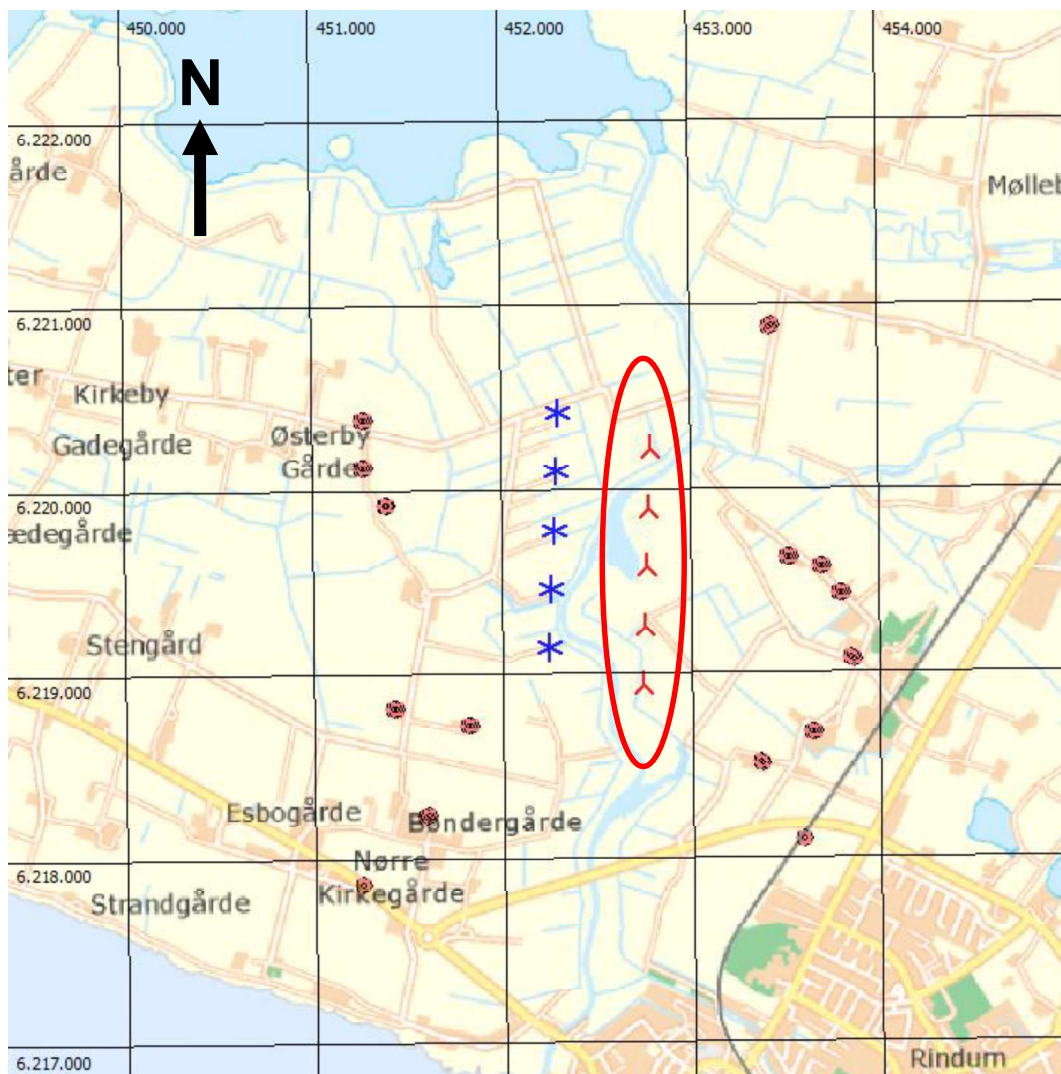 450.000
451.000
452.000
453.000
454.000
N
6.222.000
årde
Mølleb
6.221.000
ter
Kirkeby
Gadegårde
Østerby
Gårde
6.220.000
ædegårde
Stengård
6.219.000
Esbogårde
Bøndergårde
Nørre
Kirkegårde
6.218.000
Strandgårde
6.217.000
Rindum